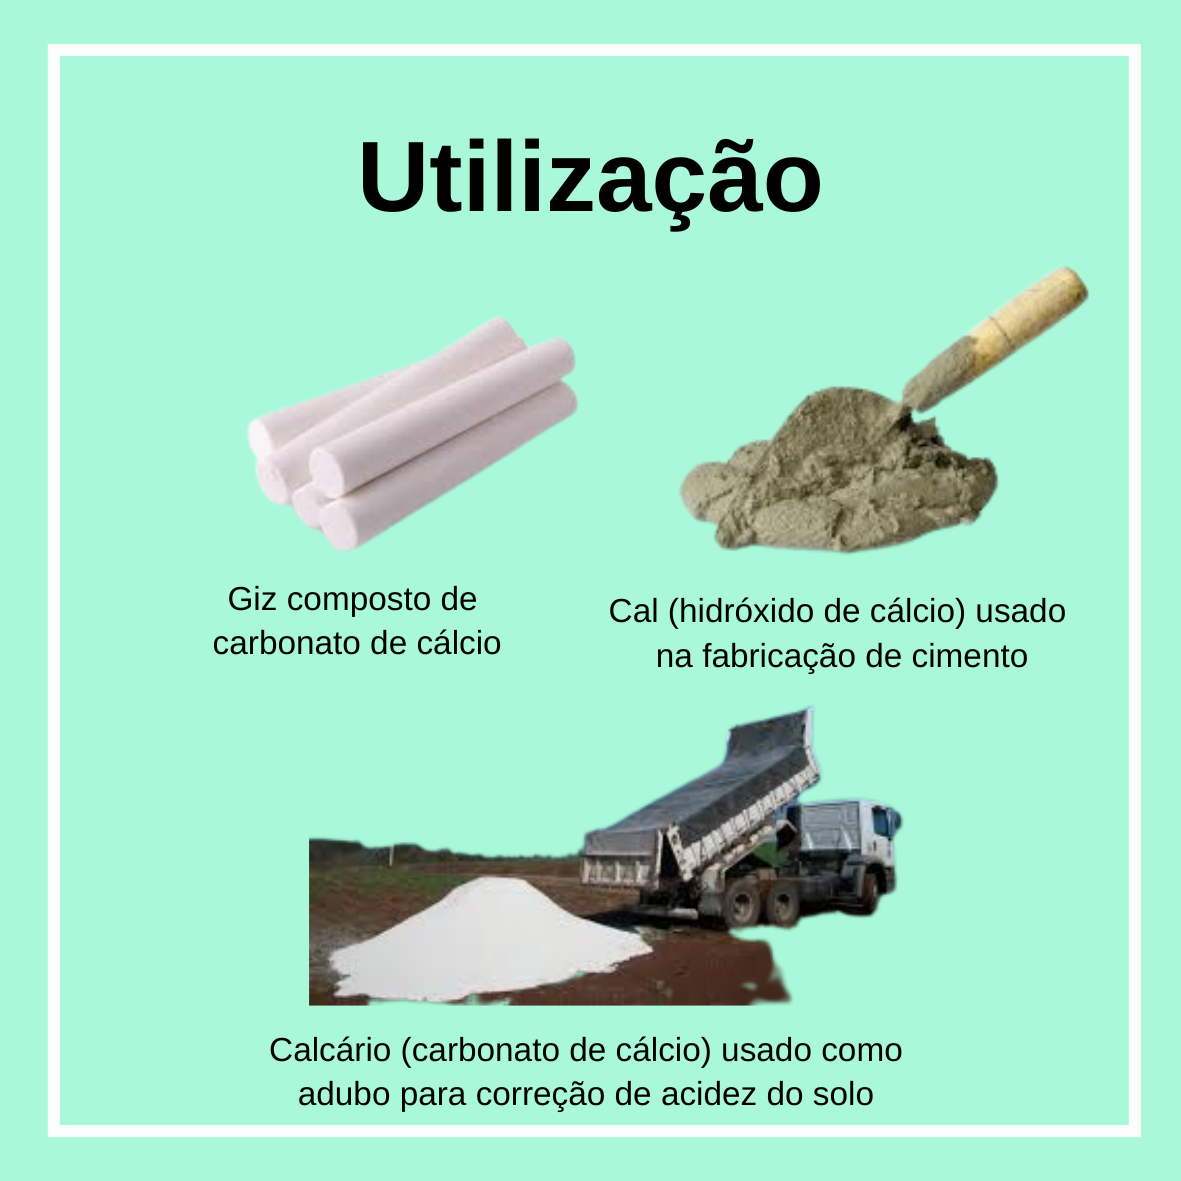 Utilização
Giz composto de
carbonato de cálcio
Cal (hidróxido de cálcio) usado
na fabricação de cimento
Calcário (carbonato de cálcio) usado como
adubo para correção de acidez do solo